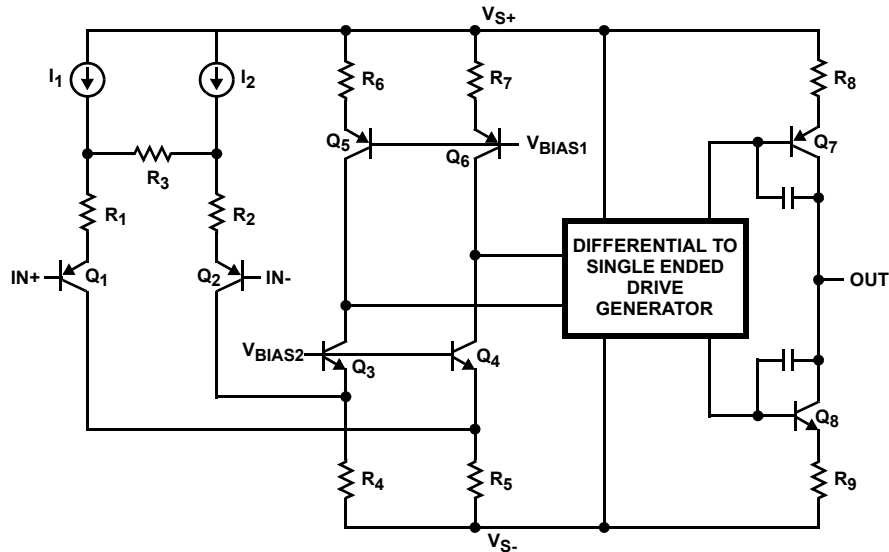 VS+
I1
I2
R6
R7
R8
Q5
Q6
VBIAS1
Q7
R3
R1
R2
IN+
Q1
Q2
IN-
DIFFERENTIAL TO
SINGLE ENDED
DRIVE
GENERATOR
OUT
VBIAS2
Q3
Q4
Q8
R4
R5
R9
VS-